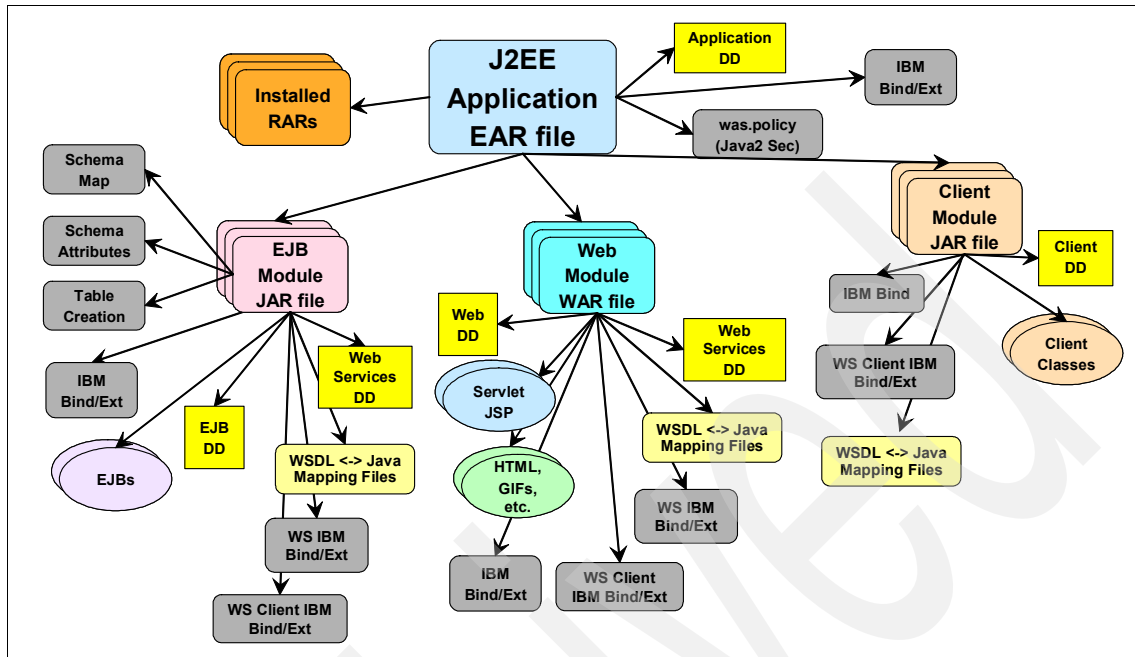 J2EE
Application
EAR file
Application
DD
IBM
Bind/Ext
Installed
RARs
was.policy
(Java2 Sec)
Schema
Map
Schema
Attributes
Table
Creation
EJB
Module
JAR file
Web
Module
WAR file
Client
Module
JAR file
Client
DD
IBM Bind
WS Client IBM
Bind/Ext
Client
Classes
WSDL <-> Java
Mapping Files
IBM
Bind/Ext
EJBs
EJB
DD
Web
Services
DD
WSDL <-> Java
Mapping Files
WS IBM
Bind/Ext
WS Client IBM
Bind/Ext
Web
DD
Servlet
JSP
HTML,
GIFs,
etc.
IBM
Bind/Ext
Web
Services
DD
WSDL <-> Java
Mapping Files
WS IBM
Bind/Ext
WS Client
IBM Bind/Ext